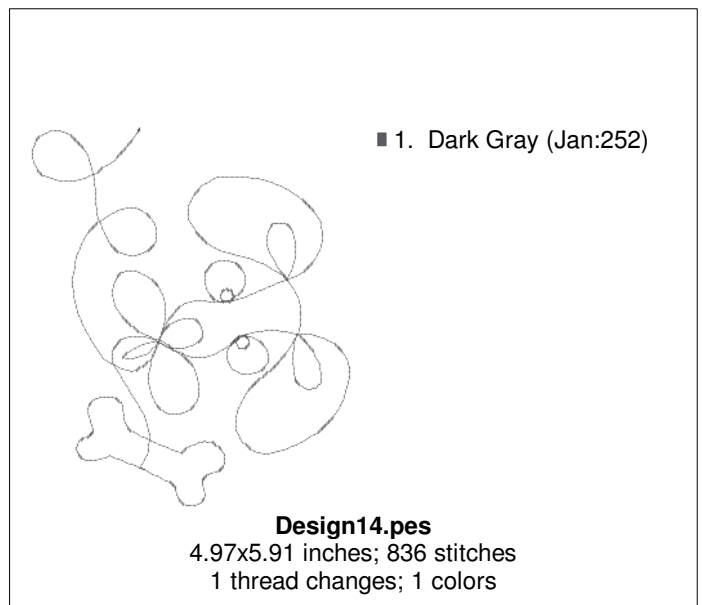 1. Dark Gray (Jan:252)
Design14.pes
4.97x5.91 inches; 836 stitches
1 thread changes; 1 colors